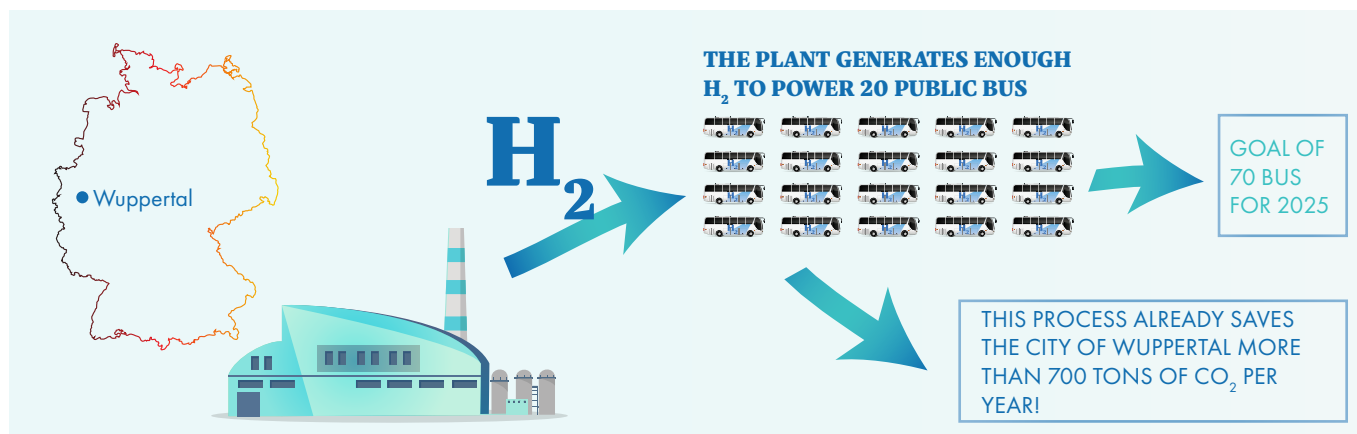 Wuppertal
H₂
THE PLANT GENERATES ENOUGH
H₂ TO POWER 20 PUBLIC BUS
GOAL OF
70 BUS
FOR 2025
THIS PROCESS ALREADY SAVES
THE CITY OF WUPPERTAL MORE
THAN 700 TONS OF CO₂ PER
YEAR!